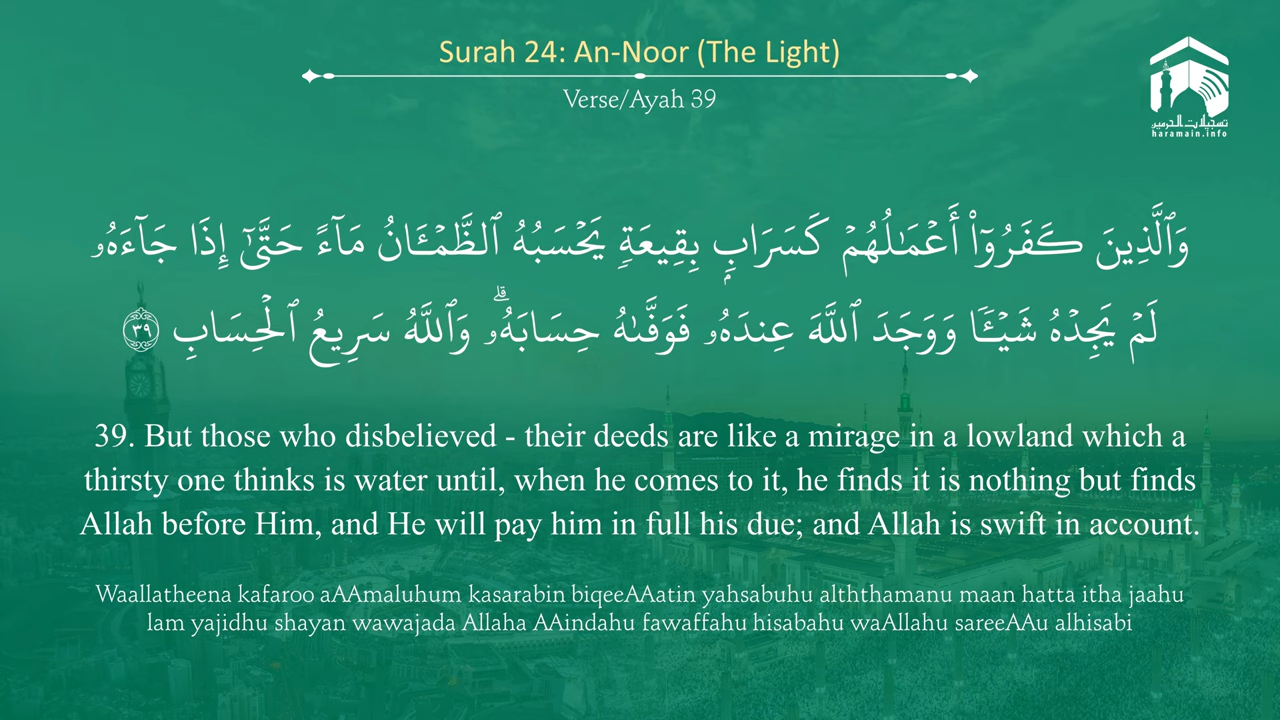 Surah 24: An-Noor (The Light)
Verse/Ayah 39
تسجيلات الحرمين
haramain.info
وَٱلَّذِينَ كَفَرُوٓا۟ أَعْمَـٰلُهُمْ كَسَرَابٍۭ بِقِيعَةٍۢ يَحْسَبُهُ ٱلظَّمْـَٔانُ مَآءً حَتَّىٰٓ إِذَا جَآءَهُۥ
لَمْ يَجِدْهُ شَيْـًۭٔا وَوَجَدَ ٱللَّهَ عِندَهُۥ فَوَفَّىٰهُ حِسَابَهُۥ ۗ وَٱللَّهُ سَرِيعُ ٱلْحِسَابِ ٣٩
39. But those who disbelieved - their deeds are like a mirage in a lowland which a
thirsty one thinks is water until, when he comes to it, he finds it is nothing but finds
Allah before Him, and He will pay him in full his due; and Allah is swift in account.
Waallatheena kafaroo aAAmaluhum kasarabin biqeeAAatin yahsabuhu alththamanu maan hatta itha jaahu
lam yajidhu shayan wawajada Allaha AAindahu fawaffahu hisabahu waAllahu sareeAAu alhisabi